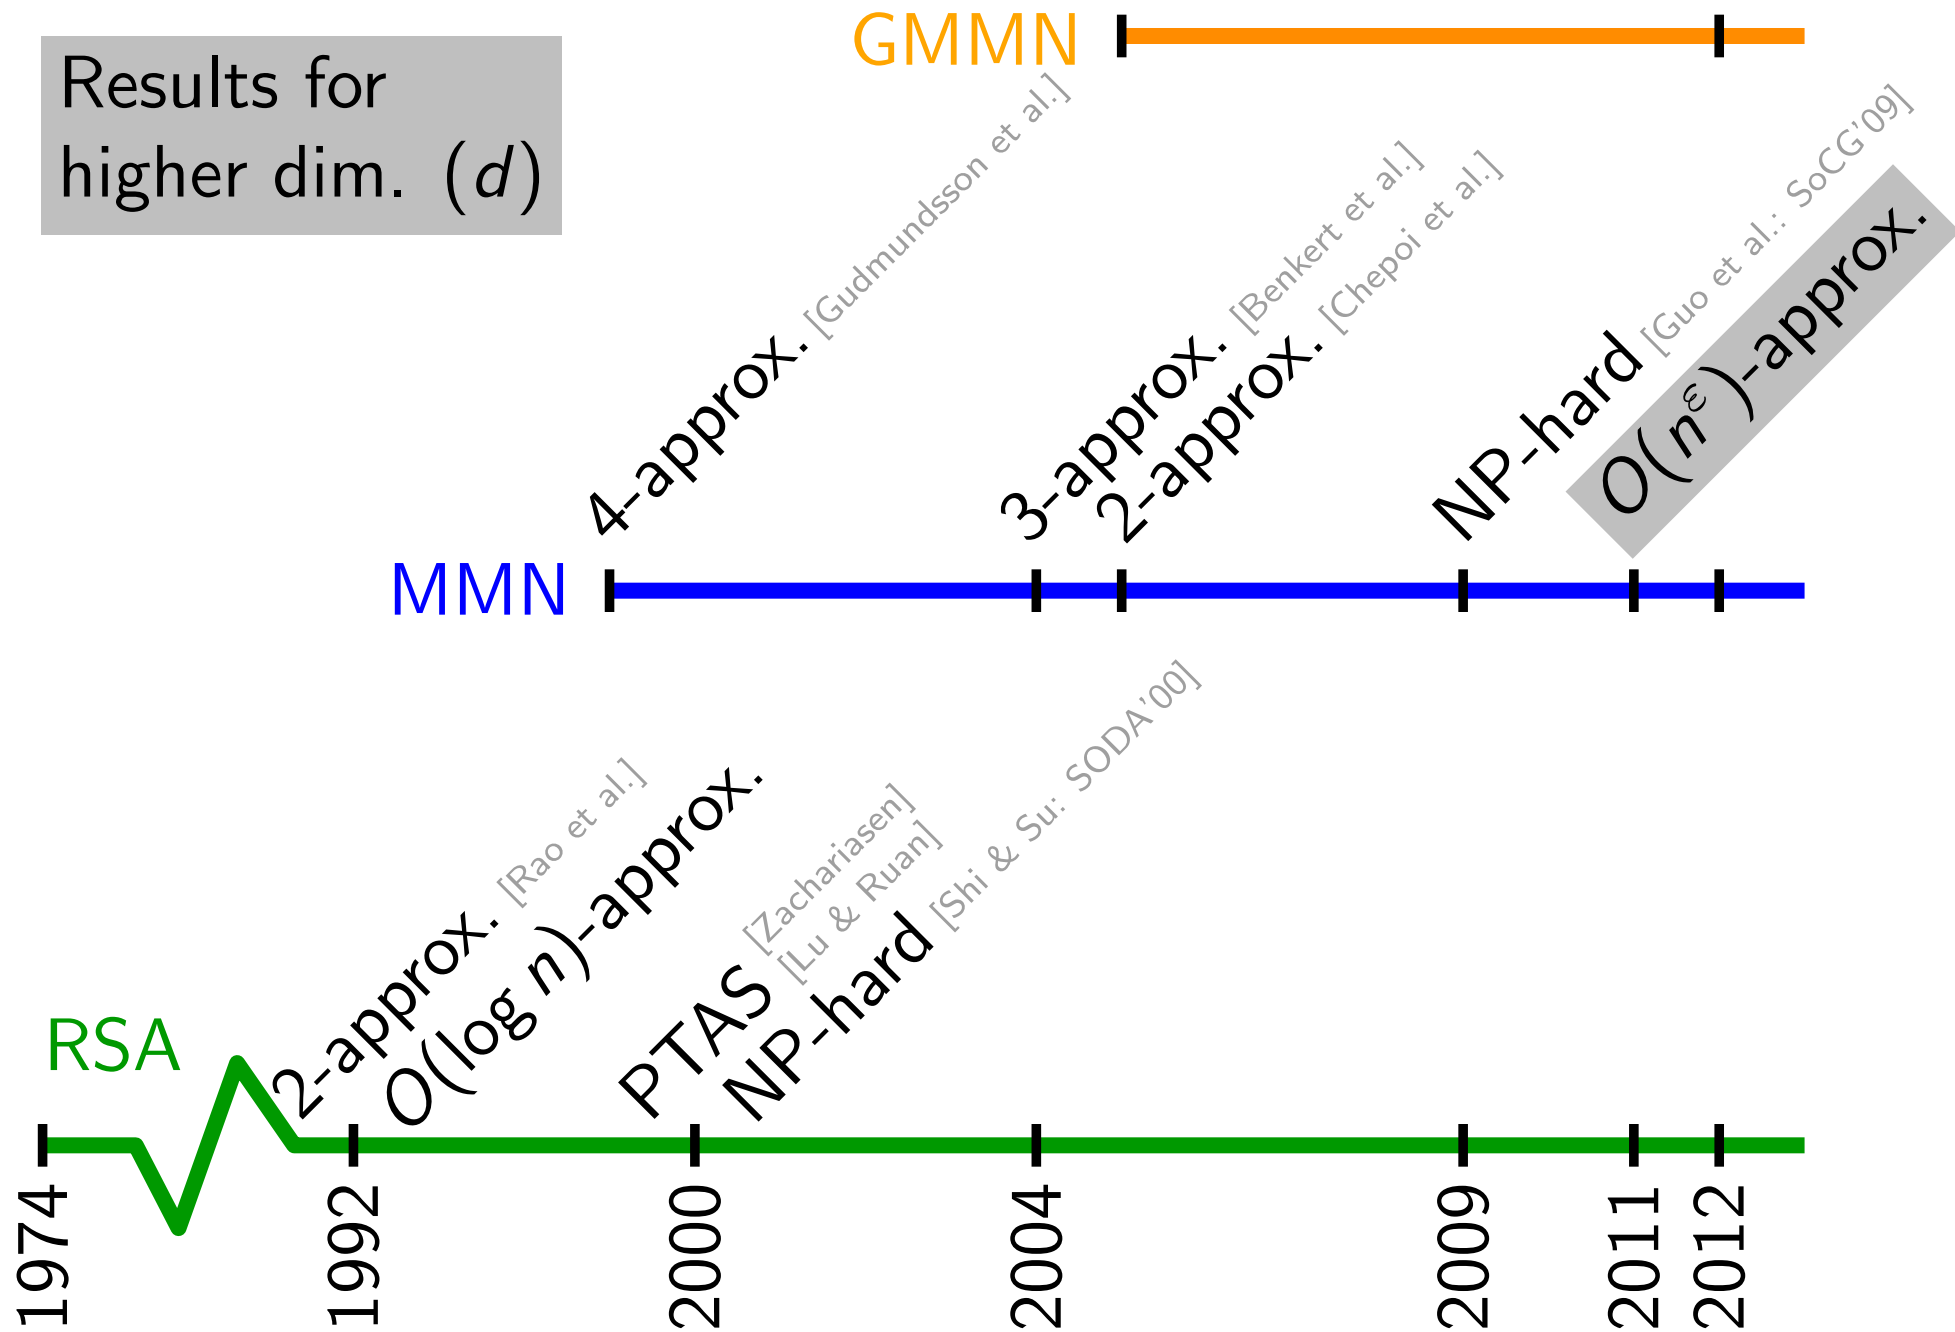 Results for
higher dim. (d)
GMMN
4-approx. [Gudmundsson et al.]
3-approx. [Benkert et al.]
2-approx. [Chepoi et al.]
NP-hard [Guo et al.: SoCG'09]
O(n^ε)-approx.
MMN
2-approx. [Rao et al.]
O(log n)-approx.
PTAS [Zachariasen]
[Lu & Ruan]
NP-hard [Shi & Su: SODA'00]
RSA
1974
1992
2000
2004
2009
2011
2012